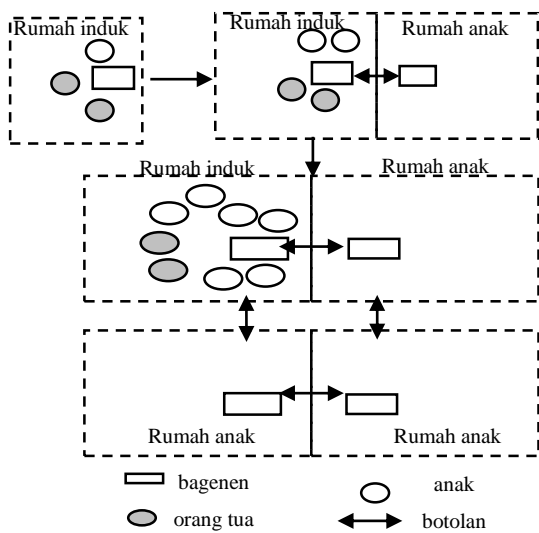 Rumah induk
Rumah induk
Rumah anak
Rumah induk
Rumah anak
Rumah anak
Rumah anak
bagenen
anak
orang tua
botolan